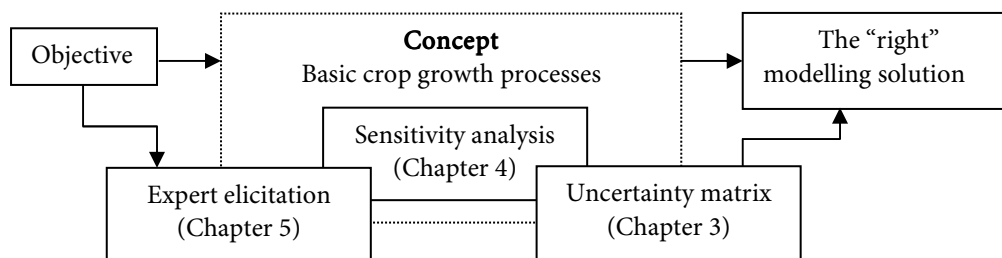 Objective
Concept
Basic crop growth processes
The “right”
modelling solution
Sensitivity analysis
(Chapter 4)
Expert elicitation
(Chapter 5)
Uncertainty matrix
(Chapter 3)